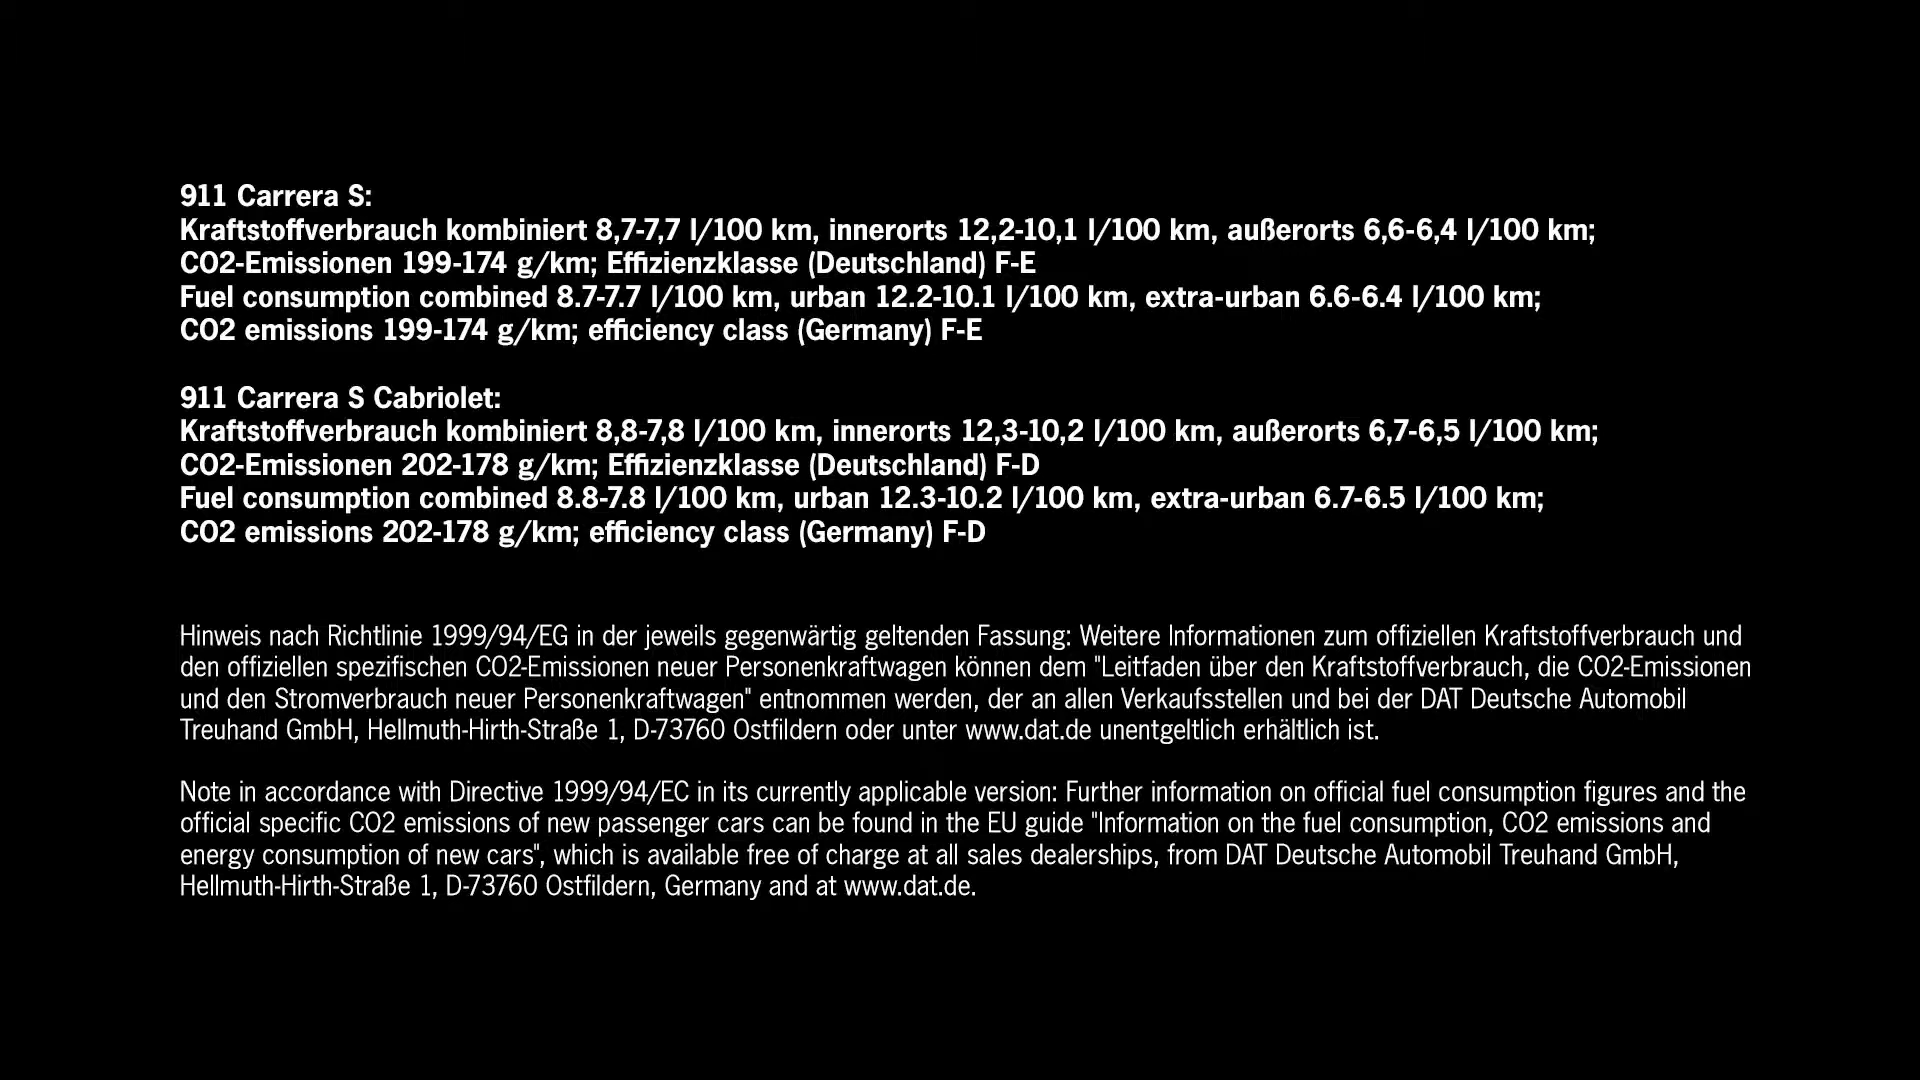 911 Carrera S:
Kraftstoffverbrauch kombiniert 8,7-7,7 l/100 km, innerorts 12,2-10,1 l/100 km, außerorts 6,6-6,4 l/100 km;
CO2-Emissionen 199-174 g/km; Effizienzklasse (Deutschland) F-E
Fuel consumption combined 8.7-7.7 l/100 km, urban 12.2-10.1 l/100 km, extra-urban 6.6-6.4 l/100 km;
CO2 emissions 199-174 g/km; efficiency class (Germany) F-E
911 Carrera S Cabriolet:
Kraftstoffverbrauch kombiniert 8,8-7,8 l/100 km, innerorts 12,3-10,2 l/100 km, außerorts 6,7-6,5 l/100 km;
CO2-Emissionen 202-178 g/km; Effizienzklasse (Deutschland) F-D
Fuel consumption combined 8.8-7.8 l/100 km, urban 12.3-10.2 l/100 km, extra-urban 6.7-6.5 l/100 km;
CO2 emissions 202-178 g/km; efficiency class (Germany) F-D
Hinweis nach Richtlinie 1999/94/EG in der jeweils gegenwärtig geltenden Fassung: Weitere Informationen zum offiziellen Kraftstoffverbrauch und
den offiziellen spezifischen CO2-Emissionen neuer Personenkraftwagen können dem "Leitfaden über den Kraftstoffverbrauch, die CO2-Emissionen
und den Stromverbrauch neuer Personenkraftwagen" entnommen werden, der an allen Verkaufsstellen und bei der DAT Deutsche Automobil
Treuhand GmbH, Hellmuth-Hirth-Straße 1, D-73760 Ostfildern oder unter www.dat.de unentgeltlich erhältlich ist.
Note in accordance with Directive 1999/94/EC in its currently applicable version: Further information on official fuel consumption figures and the
official specific CO2 emissions of new passenger cars can be found in the EU guide "Information on the fuel consumption, CO2 emissions and
energy consumption of new cars", which is available free of charge at all sales dealerships, from DAT Deutsche Automobil Treuhand GmbH,
Hellmuth-Hirth-Straße 1, D-73760 Ostfildern, Germany and at www.dat.de.